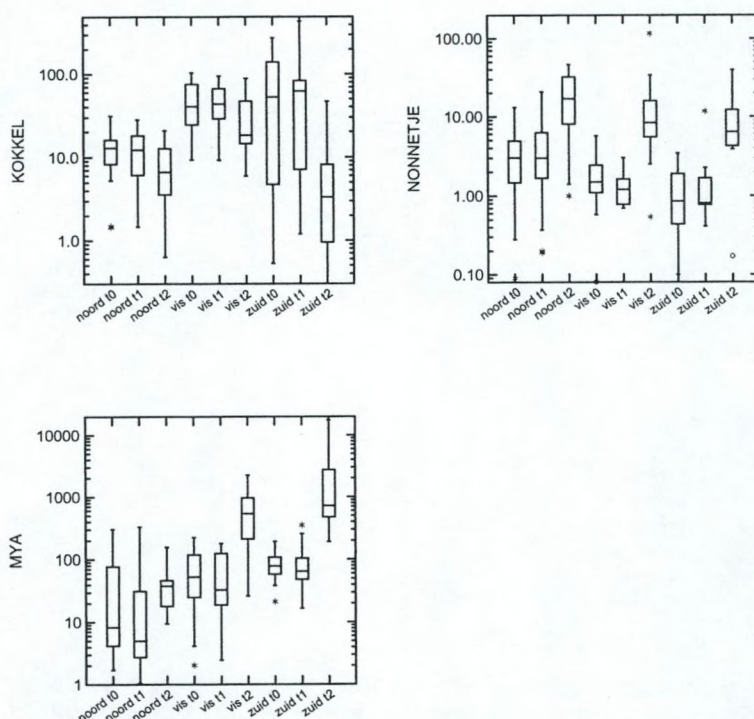 KOKKEL
100.0
10.0
1.0
noord t0
noord t1
noord t2
vis t0
vis t1
vis t2
zuid t0
zuid t1
zuid t2
NONNETJE
100.00
10.00
1.00
0.10
noord t0
noord t1
noord t2
vis t0
vis t1
vis t2
zuid t0
zuid t1
zuid t2
MYA
10000
1000
100
10
1
noord t0
noord t1
noord t2
vis t0
vis t1
vis t2
zuid t0
zuid t1
zuid t2